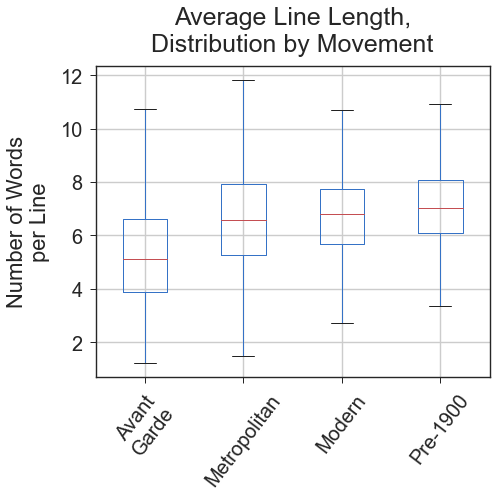 Average Line Length,
Distribution by Movement
Number of Words
per Line
12
10
8
6
4
2
Avant
Garde
Metropolitan
Modern
Pre-1900